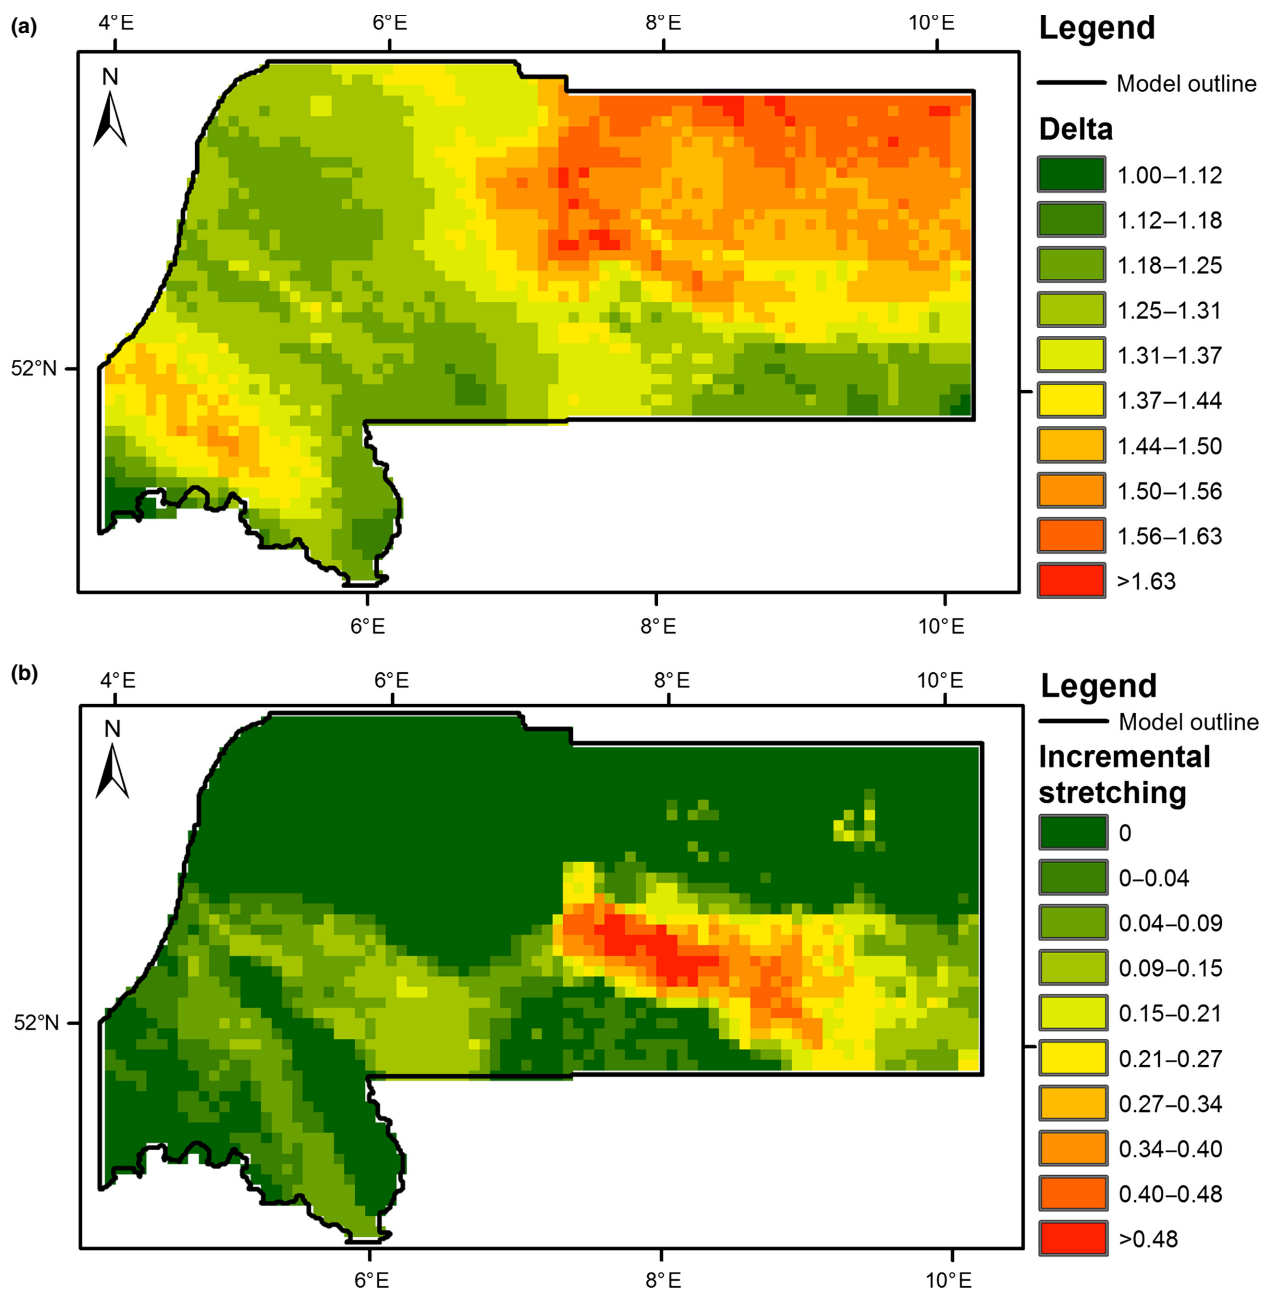 (a)
4°E 6°E 8°E 10°E
N
52°N
6°E 8°E 10°E
Legend
Model outline
Delta
1.00–1.12
1.12–1.18
1.18–1.25
1.25–1.31
1.31–1.37
1.37–1.44
1.44–1.50
1.50–1.56
1.56–1.63
>1.63
(b)
4°E 6°E 8°E 10°E
N
52°N
6°E 8°E 10°E
Legend
Model outline
Incremental
stretching
0
0–0.04
0.04–0.09
0.09–0.15
0.15–0.21
0.21–0.27
0.27–0.34
0.34–0.40
0.40–0.48
>0.48